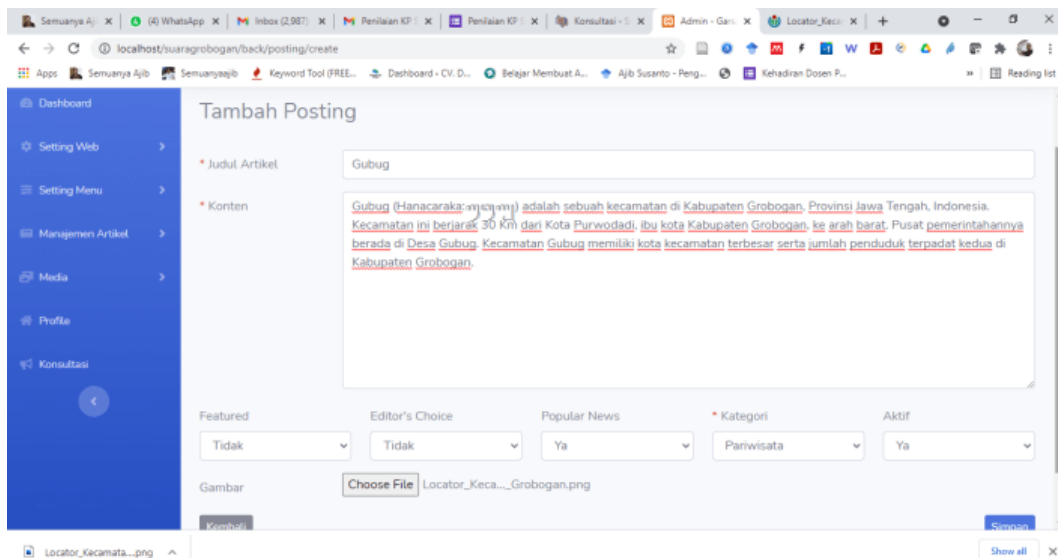 Semuanya Aji
(4) WhatsApp
Inbox (2,987)
Penilaian KP
Penilaian KP
Konsultasi - S
Admin - Gar
Locator_Keca
localhost/suaragrobogan/back/posting/create
Apps
Semuanya Ajib
Semuanyaajib
Keyword Tool (FREE...
Dashboard - CV. D...
Belajar Membuat A...
Ajib Susanto - Peng...
Kehadiran Dosen P...
»
Reading list
Dashboard
Setting Web
Setting Menu
Manajemen Artikel
Media
Profile
Konsultasi
Tambah Posting
* Judul Artikel
Gubug
* Konten
Gubug (Hanacaraka: ) adalah sebuah kecamatan di Kabupaten Grobogan, Provinsi Jawa Tengah, Indonesia.
Kecamatan ini berjarak 30 Km dari Kota Purwodadi, ibu kota Kabupaten Grobogan, ke arah barat. Pusat pemerintahannya
berada di Desa Gubug. Kecamatan Gubug memiliki kota kecamatan terbesar serta jumlah penduduk terpadat kedua di
Kabupaten Grobogan.
Featured
Editor's Choice
Popular News
* Kategori
Aktif
Tidak
Tidak
Ya
Pariwisata
Ya
Gambar
Choose File Locator_Keca..._Grobogan.png
Kembali
Simpan
Locator_Kecamata....png
Show all